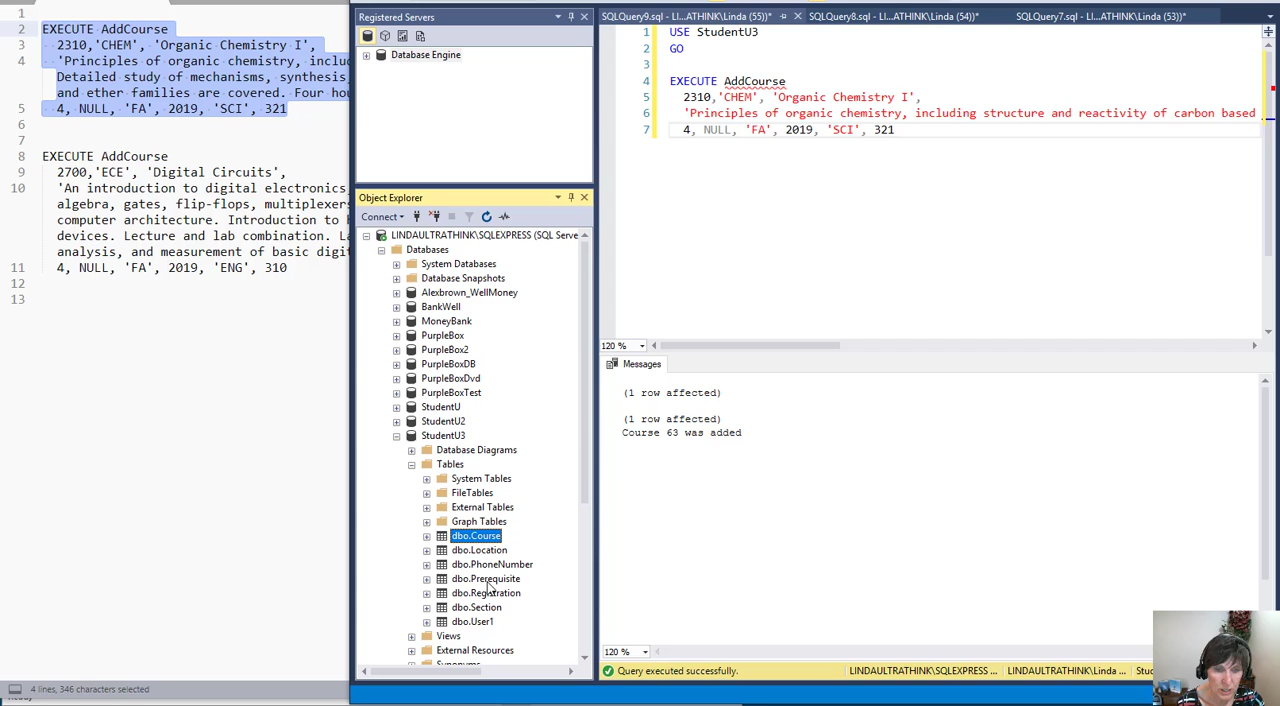 1
2 EXECUTE AddCourse
3 2310,'CHEM', 'Organic Chemistry I',
4 'Principles of organic chemistry, inclu
Detailed study of mechanisms, synthesis,
and other families are covered. Four hou
5 4, NULL, 'FA', 2019, 'SCI', 321
6
7
8 EXECUTE AddCourse
9 2700,'ECE', 'Digital Circuits',
10 'An introduction to digital electronics,
algebra, gates, flip-flops, multiplexers
computer architecture. Introduction to
devices. Lecture and lab combination. La
analysis, and measurement of basic digi
11 4, NULL, 'FA', 2019, 'ENG', 310
12
13
4 lines, 346 characters selected
Registered Servers
Database Engine
Object Explorer
Connect
LINDAULTRATHINK\SQLEXPRESS (SQL Serve
Databases
System Databases
Database Snapshots
Alexbrown_WellMoney
BankWell
MoneyBank
PurpleBox
PurpleBox2
PurpleBoxDB
PurpleBoxDvd
PurpleBoxTest
StudentU
StudentU2
StudentU3
Database Diagrams
Tables
System Tables
FileTables
External Tables
Graph Tables
dbo.Course
dbo.Location
dbo.PhoneNumber
dbo.Prerequisite
dbo.Registration
dbo.Section
dbo.User1
Views
External Resources
Synonyms
SQLQuery9.sql - LI...ATHINK\Linda (55))* SQLQuery8.sql - LI...ATHINK\Linda (54))* SQLQuery7.sql - LI...ATHINK\Linda (53))*
1 USE StudentU3
2 GO
3
4 EXECUTE AddCourse
5 2310,'CHEM', 'Organic Chemistry I',
6 'Principles of organic chemistry, including structure and reactivity of carbon based
7 4, NULL, 'FA', 2019, 'SCI', 321
120 %
Messages
(1 row affected)
(1 row affected)
Course 63 was added
120 %
Query executed successfully. LINDAULTRATHINK\SQLEXPRESS ... LINDAULTRATHINK\Linda ... Stud